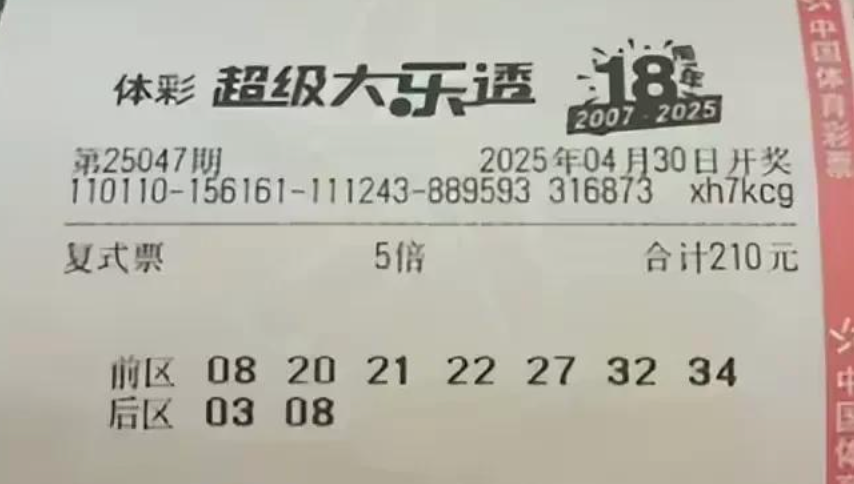 体彩 超级大乐透 18周年
2007-2025
第25047期 2025年04月30日开奖
110110-156161-111243-889593 316873 xh7kcg
复式票 5倍 合计210元
前区 08 20 21 22 27 32 34
后区 03 08
中国体育彩票
中国体